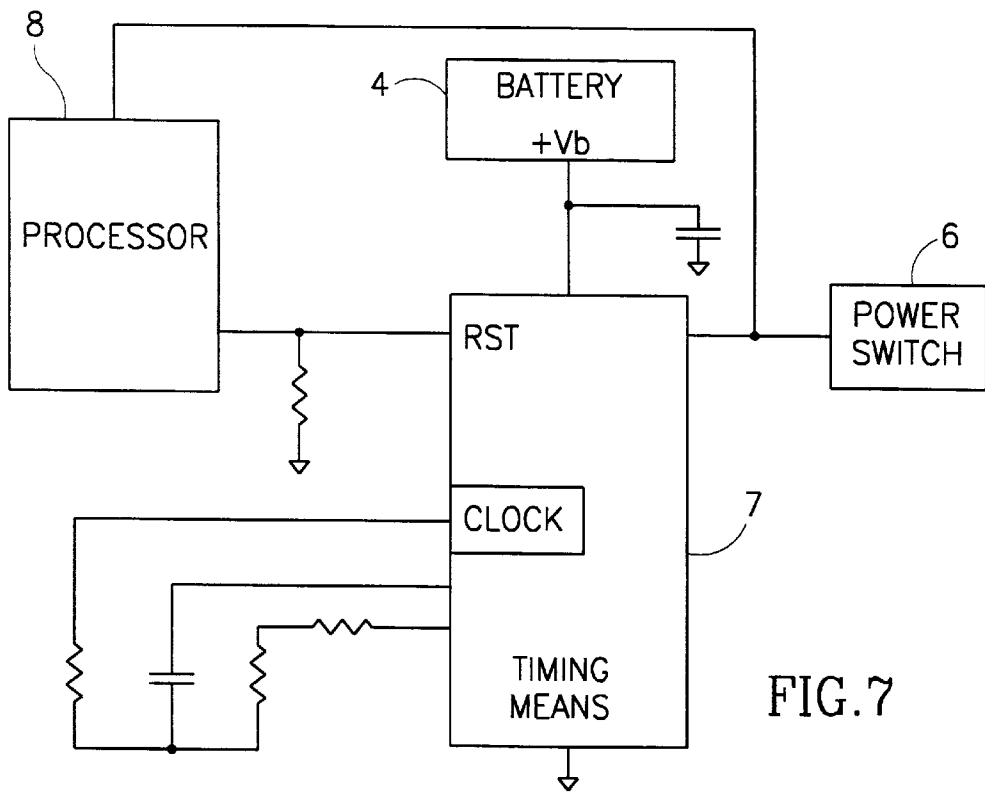 8
4
BATTERY
+Vb
PROCESSOR
6
POWER
SWITCH
RST
CLOCK
7
TIMING
MEANS
FIG.7